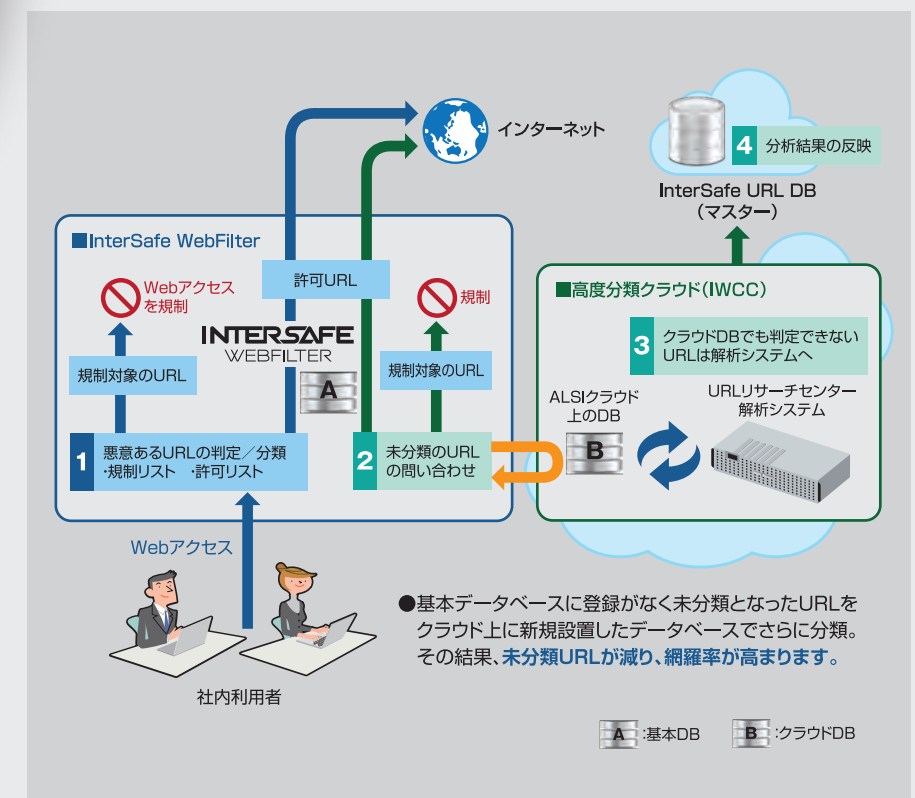 インターネット
4 分析結果の反映
InterSafe URL DB
（マスター）
■InterSafe WebFilter
Webアクセス
を規制
許可URL
規制
INTERSAFE
WEBFILTER
規制対象のURL
A
規制対象のURL
1 悪意あるURLの判定／分類
・規制リスト ・許可リスト
2 未分類のURL
の問い合わせ
■高度分類クラウド（IWCC）
3 クラウドDBでも判定できない
URLは解析システムへ
ALSIクラウド
上のDB
B
URLリサーチセンター
解析システム
Webアクセス
社内利用者
●基本データベースに登録がなく未分類となったURLを
クラウド上に新規設置したデータベースでさらに分類。
その結果、未分類URLが減り、網羅率が高まります。
A :基本DB B :クラウドDB